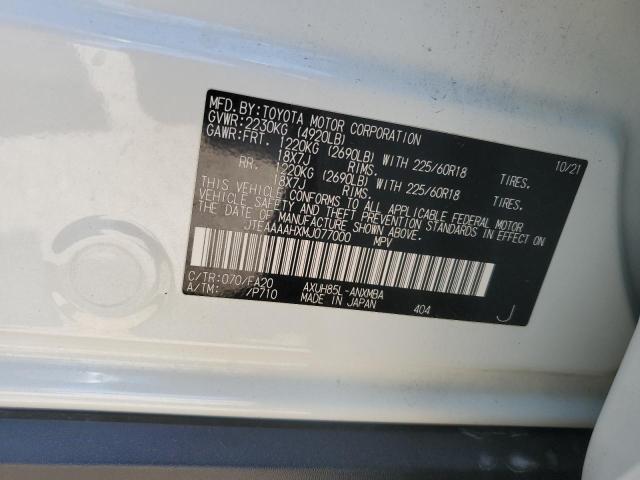 MFD.BY:TOYOTA MOTOR CORPORATION 10/21
GVWR:2230KG (4920LB)
GAWR:FRT. 1220KG (2690LB) WITH 225/60R18 TIRES.
18X7J RIMS.
RR. 1220KG (2690LB) WITH 225/60R18 TIRES.
18X7J RIMS.
THIS VEHICLE CONFORMS TO ALL APPLICABLE FEDERAL MOTOR
VEHICLE SAFETY AND THEFT PREVENTION STANDARDS IN EFFECT
ON THE DATE OF MANUFACTURE SHOWN ABOVE.
JTEAAAAHXMJ077000 MPV
C/TR:070/FA20 AXUH85L-ANXMBA
A/TM: /P710 MADE IN JAPAN 404 J